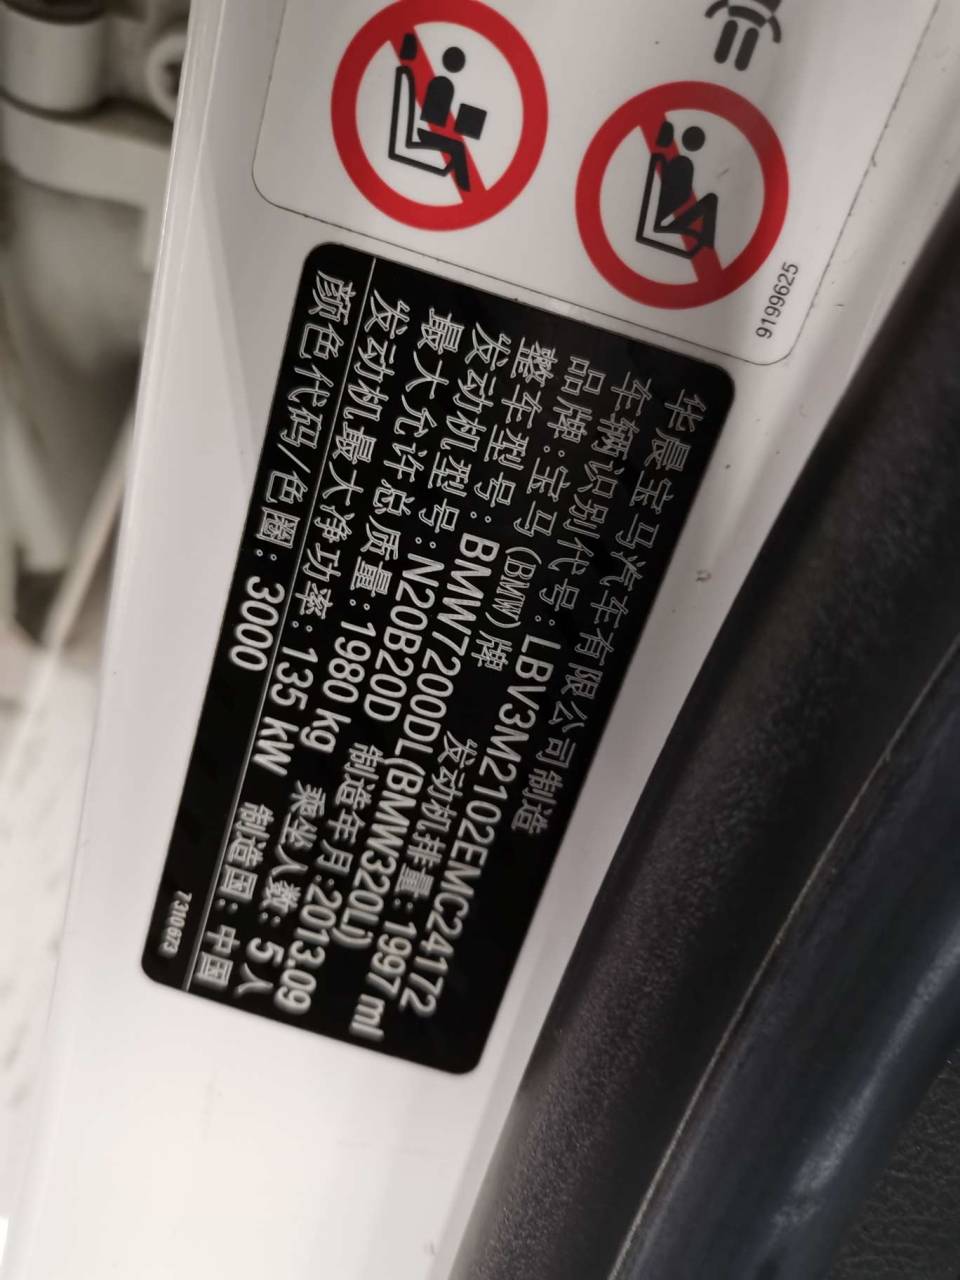 9199625
华晨宝马汽车有限公司制造
车辆识别代号: LBV3M2102EMC24172
品牌: 宝马 (BMW) 牌
整车型号: BMW7200DL(BMW320Li)
发动机型号: N20B20D 发动机排量: 1997 ml
最大允许总质量: 1980 kg 制造年月:2013.09
发动机最大净功率: 135 kW 乘坐人数: 5人
颜色代码/色圈: 3000 制造国: 中国
7310673